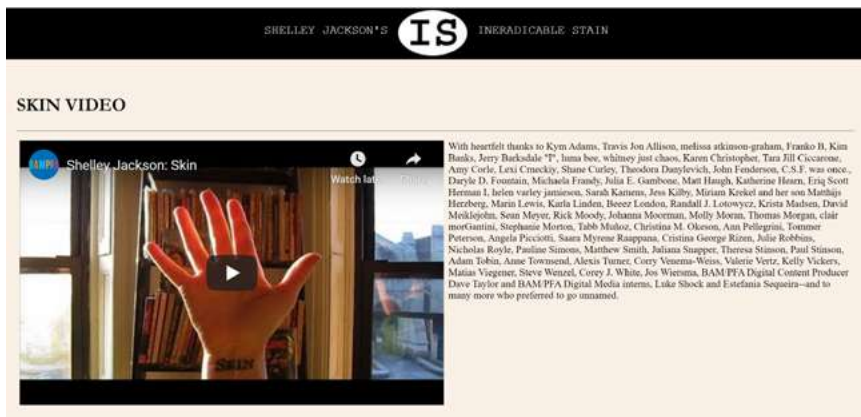 SHELLEY JACKSON'S IS INERADICABLE STAIN
SKIN VIDEO
Shelley Jackson: Skin
Watch lat
With heartfelt thanks to Kym Adams, Travis Jon Allison, melissa atkinson-graham, Franko B, Kim
Banks, Jerry Barksdale "I", luma bee, whitney just chaos, Karen Christopher, Tara Jill Ciccarone,
Amy Corle, Lexi Cmeckiy, Shane Curley, Theodora Danylevich, John Fenderson, C.S.F. was once.,
Daryle D. Fountain, Michaela Frandy, Julia E. Gambone, Matt Haugh, Katherine Hearn, Eriq Scott
Herman I, helen varley jamieson, Sarah Kamens, Jess Kilby, Miriam Krekel and her son Matthijs
Herzberg, Marin Lewis, Karla Linden, Beeez London, Randall J. Lotowycz, Krista Madsen, David
Meiklejohn, Sean Meyer, Rick Moody, Johanna Moorman, Molly Moran, Thomas Morgan, clair
morGantini, Stephanie Morton, Tabb Muñoz, Christina M. Okeson, Ann Pellegrini, Tommer
Peterson, Angela Picciotti, Saara Myrene Raappana, Cristina George Rizen, Julie Robbins,
Nicholas Royle, Pauline Simons, Matthew Smith, Juliana Snapper, Theresa Stinson, Paul Stinson,
Adam Tobin, Anne Townsend, Alexis Turner, Corry Venema-Weiss, Valerie Vertz, Kelly Vickers,
Matias Viegener, Steve Wenzel, Corey J. White, Jos Wiersma, BAM/PFA Digital Content Producer
Dave Taylor and BAM/PFA Digital Media interns, Luke Shock and Estefania Sequeira--and to
many more who preferred to go unnamed.
SKIN